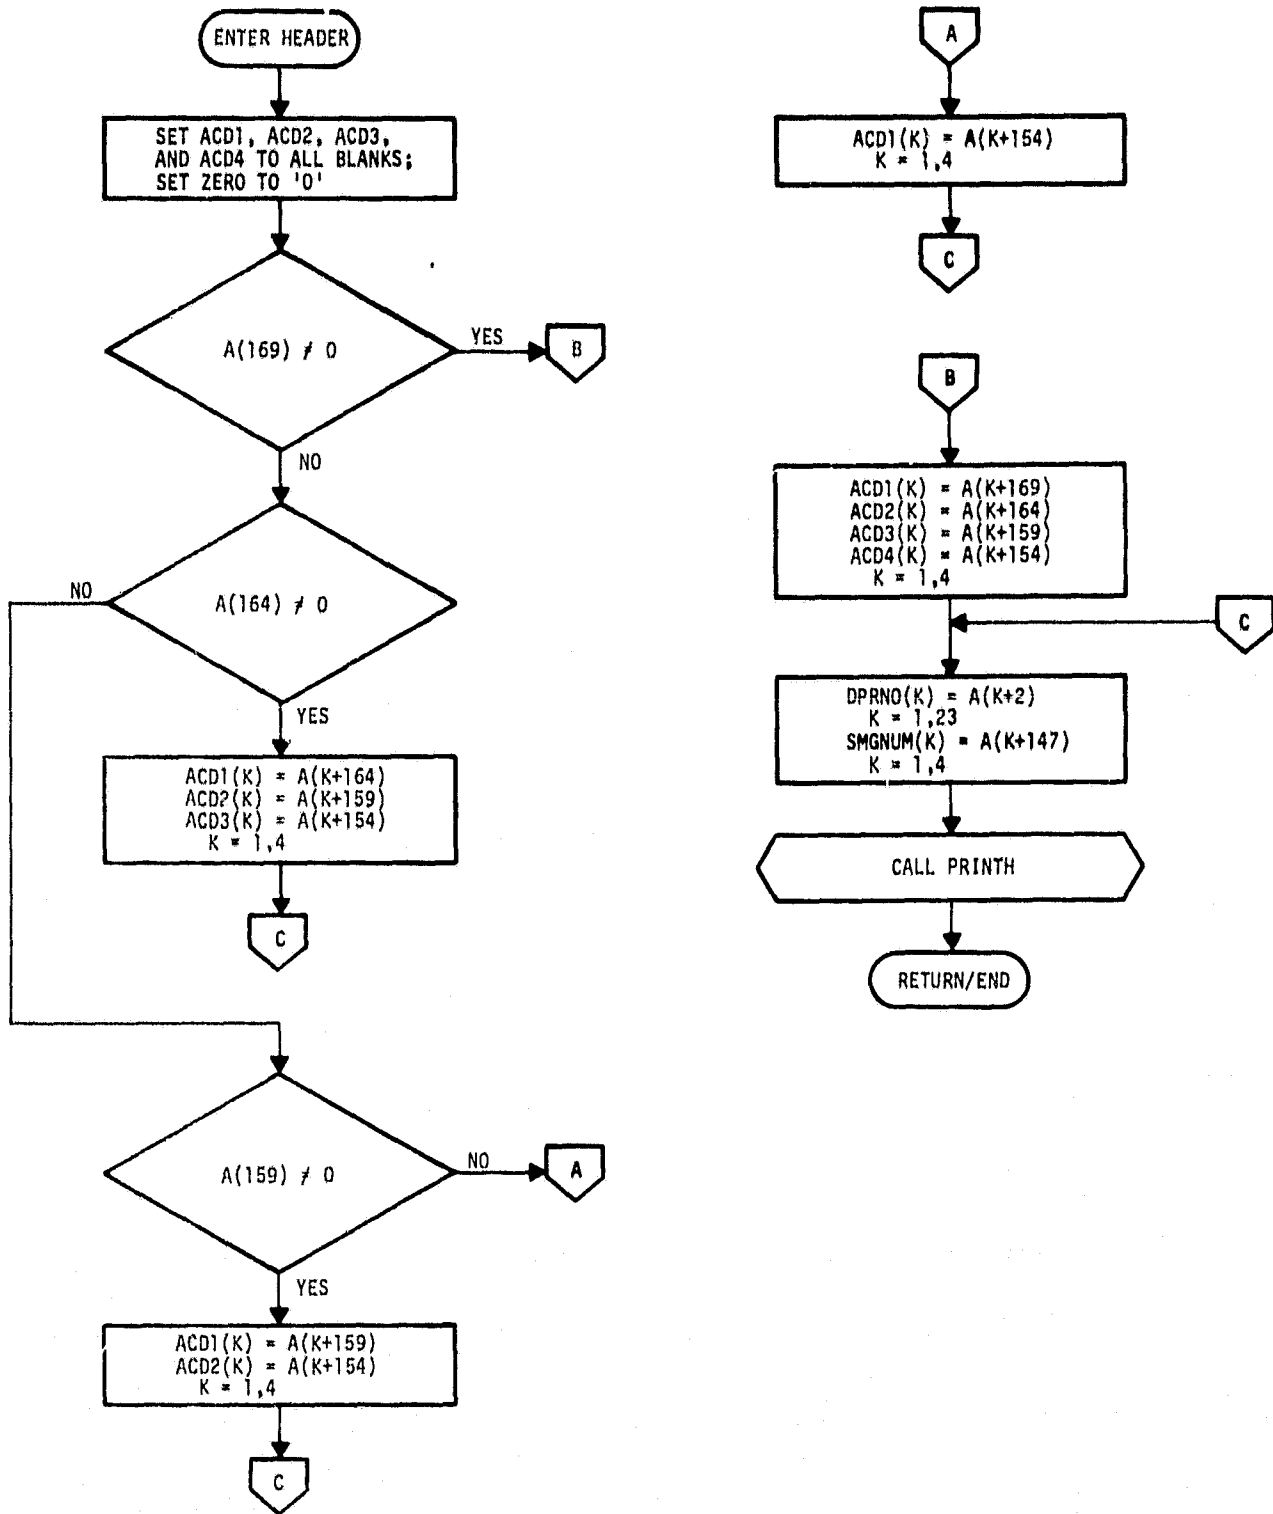 ENTER HEADER
SET ACD1, ACD2, ACD3,
AND ACD4 TO ALL BLANKS;
SET ZERO TO '0'
A(169) ≠ 0
YES
B
NO
A(164) ≠ 0
NO
YES
ACD1(K) = A(K+164)
ACD2(K) = A(K+159)
ACD3(K) = A(K+154)
K = 1,4
C
A(159) ≠ 0
NO
A
YES
ACD1(K) = A(K+159)
ACD2(K) = A(K+154)
K = 1,4
C
A
ACD1(K) = A(K+154)
K = 1,4
C
B
ACD1(K) = A(K+169)
ACD2(K) = A(K+164)
ACD3(K) = A(K+159)
ACD4(K) = A(K+154)
K = 1,4
C
DPRNO(K) = A(K+2)
K = 1,23
SMGNUM(K) = A(K+147)
K = 1,4
CALL PRINTH
RETURN/END